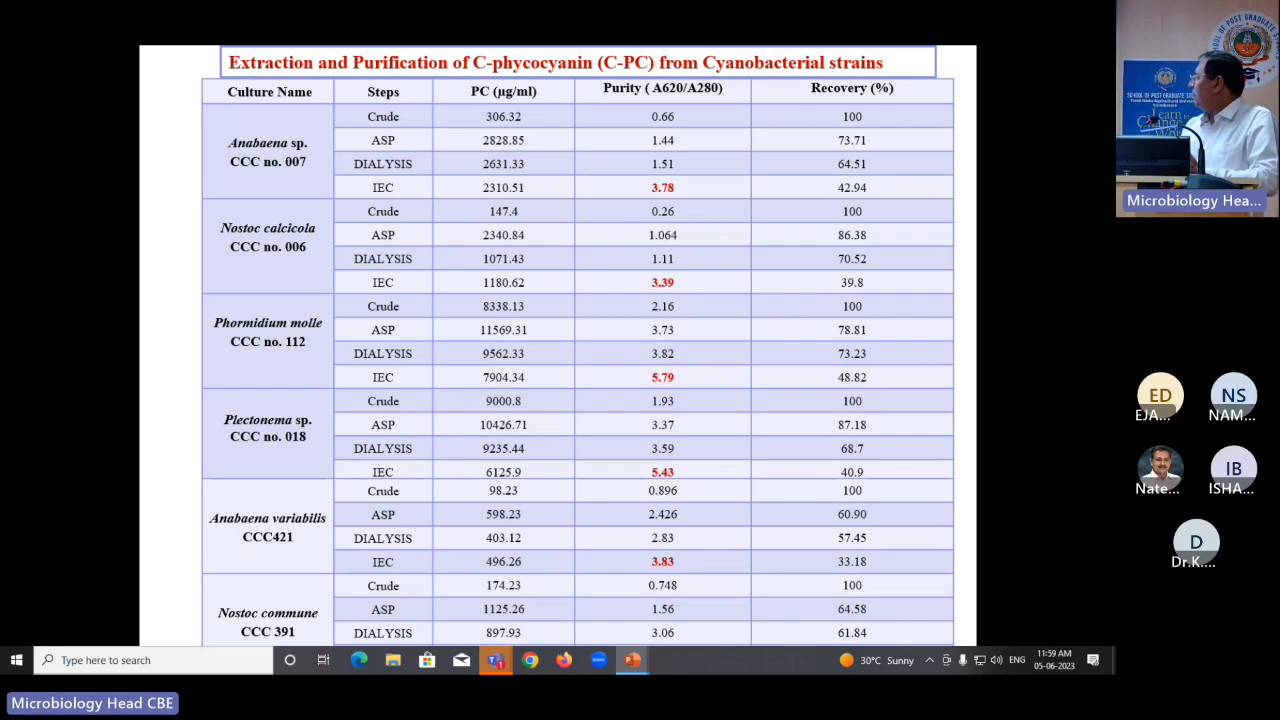 Extraction and Purification of C-phycocyanin (C-PC) from Cyanobacterial strains
Culture Name Steps PC (µg/ml) Purity ( A620/A280) Recovery (%)
Anabaena sp.
CCC no. 007
Crude 306.32 0.66 100
ASP 2828.85 1.44 73.71
DIALYSIS 2631.33 1.51 64.51
IEC 2310.51 3.78 42.94
Nostoc calcicola
CCC no. 006
Crude 147.4 0.26 100
ASP 2340.84 1.064 86.38
DIALYSIS 1071.43 1.11 70.52
IEC 1180.62 3.39 39.8
Phormidium molle
CCC no. 112
Crude 8338.13 2.16 100
ASP 11569.31 3.73 78.81
DIALYSIS 9562.33 3.82 73.23
IEC 7904.34 5.79 48.82
Plectonema sp.
CCC no. 018
Crude 9000.8 1.93 100
ASP 10426.71 3.37 87.18
DIALYSIS 9235.44 3.59 68.7
IEC 6125.9 5.43 40.9
Anabaena variabilis
CCC421
Crude 98.23 0.896 100
ASP 598.23 2.426 60.90
DIALYSIS 403.12 2.83 57.45
IEC 496.26 3.83 33.18
Nostoc commune
CCC 391
Crude 174.23 0.748 100
ASP 1125.26 1.56 64.58
DIALYSIS 897.93 3.06 61.84
SCHOOL OF POST GRADUATE
Learn
Change
Microbiology Hea...
ED
EJA...
NS
NAM...
Nate...
IB
ISHA...
D
Dr.K....
Type here to search
30°C Sunny
ENG
11:59 AM
05-06-2023
Microbiology Head CBE